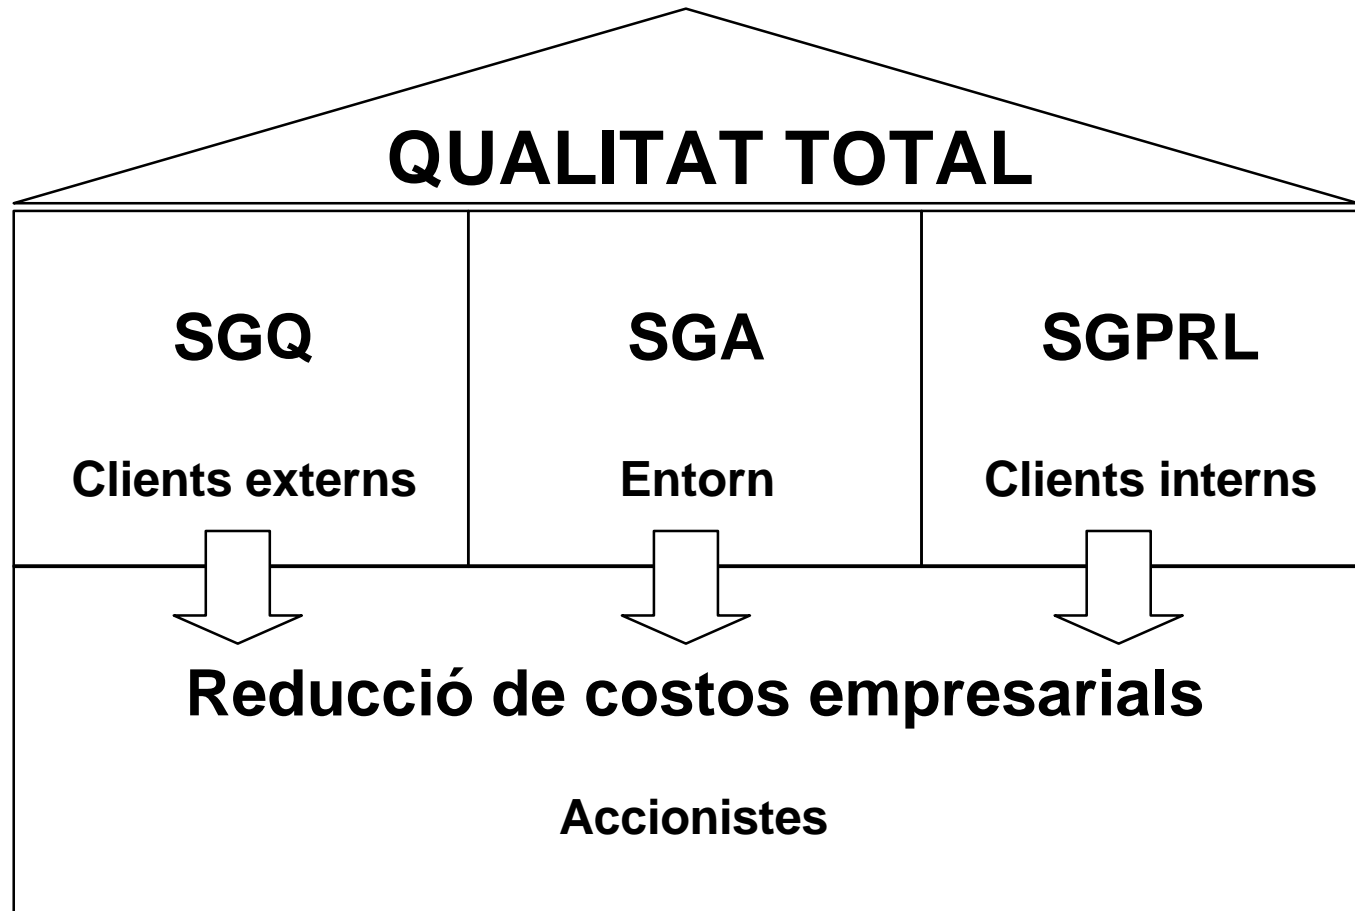 QUALITAT TOTAL
SGQ
SGA
SGPRL
Clients externs
Entorn
Clients interns
Reducció de costos empresarials
Accionistes